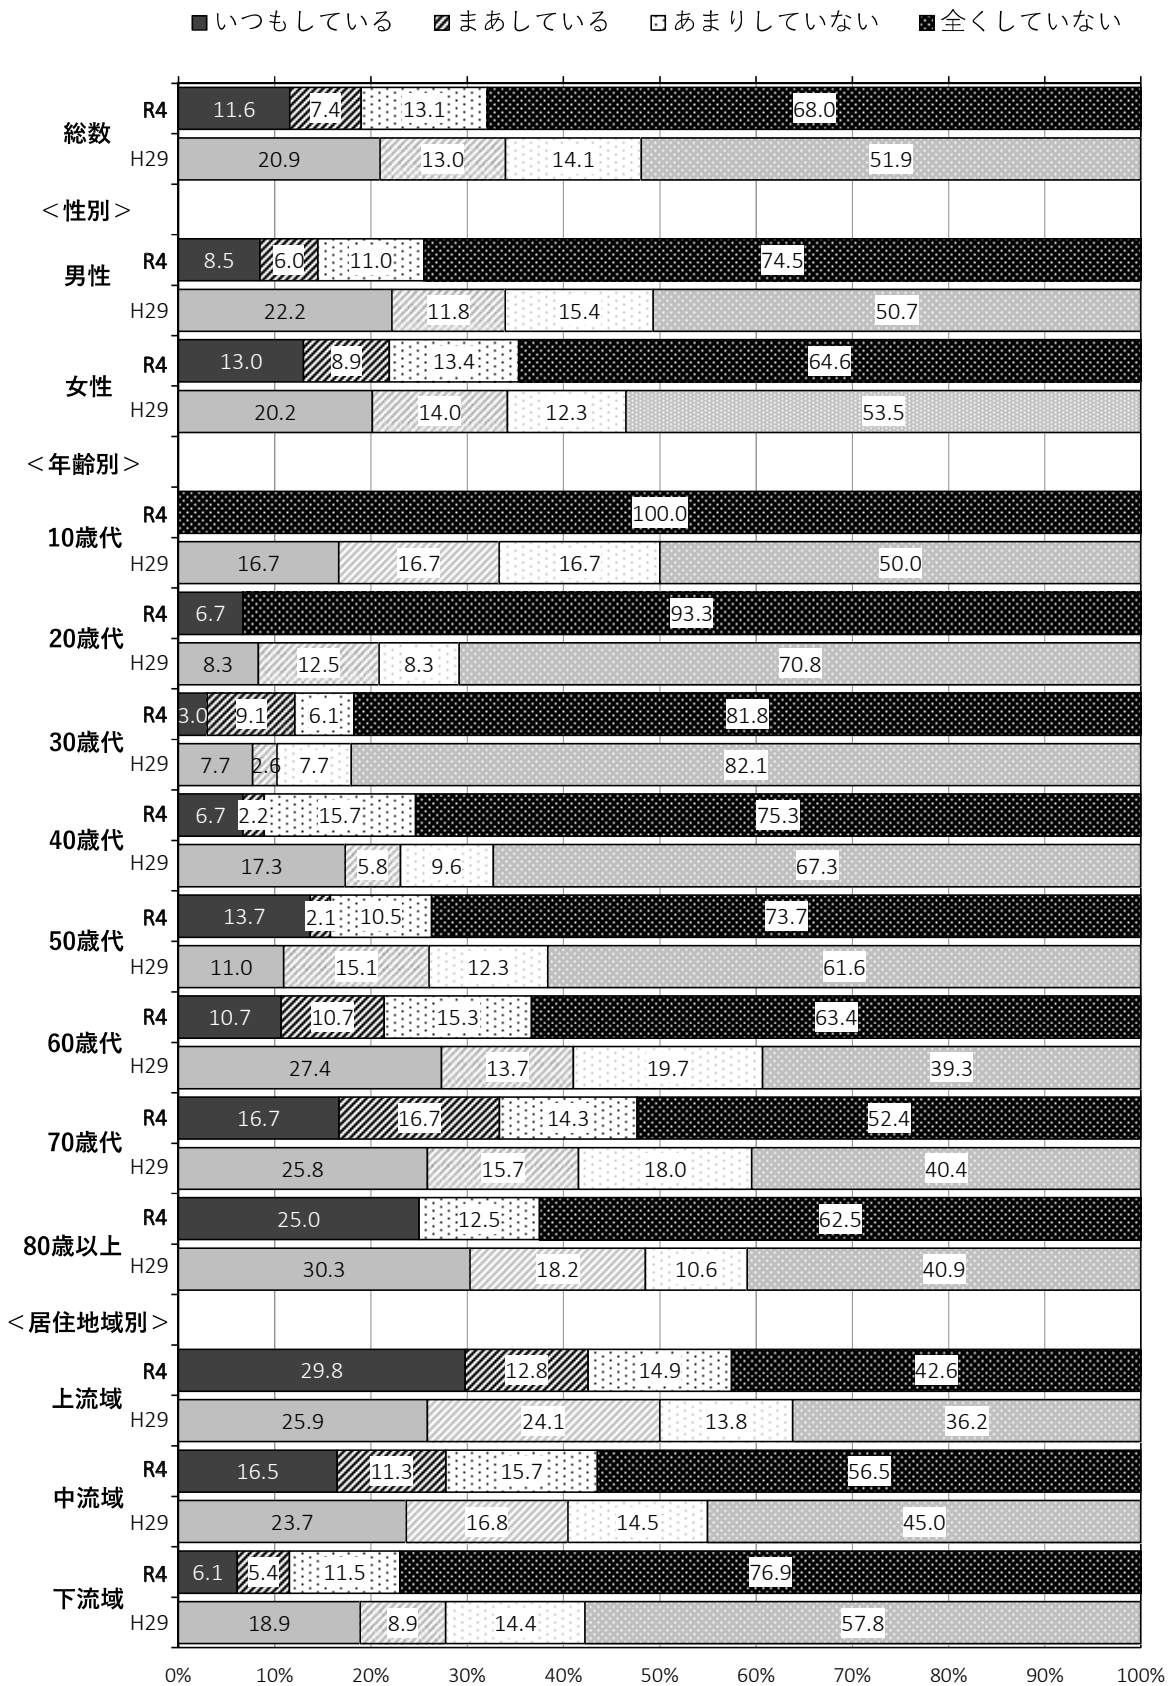 いつもしている まあしている あまりしていない 全くしていない
総数
R4 11.6 7.4 13.1 68.0
H29 20.9 13.0 14.1 51.9
＜性別＞
男性
R4 8.5 6.0 11.0 74.5
H29 22.2 11.8 15.4 50.7
女性
R4 13.0 8.9 13.4 64.6
H29 20.2 14.0 12.3 53.5
＜年齢別＞
10歳代
R4 100.0
H29 16.7 16.7 16.7 50.0
20歳代
R4 6.7 93.3
H29 8.3 12.5 8.3 70.8
30歳代
R4 3.0 9.1 6.1 81.8
H29 7.7 2.6 7.7 82.1
40歳代
R4 6.7 2.2 15.7 75.3
H29 17.3 5.8 9.6 67.3
50歳代
R4 13.7 2.1 10.5 73.7
H29 11.0 15.1 12.3 61.6
60歳代
R4 10.7 10.7 15.3 63.4
H29 27.4 13.7 19.7 39.3
70歳代
R4 16.7 16.7 14.3 52.4
H29 25.8 15.7 18.0 40.4
80歳以上
R4 25.0 12.5 62.5
H29 30.3 18.2 10.6 40.9
＜居住地域別＞
上流域
R4 29.8 12.8 14.9 42.6
H29 25.9 24.1 13.8 36.2
中流域
R4 16.5 11.3 15.7 56.5
H29 23.7 16.8 14.5 45.0
下流域
R4 6.1 5.4 11.5 76.9
H29 18.9 8.9 14.4 57.8
0% 10% 20% 30% 40% 50% 60% 70% 80% 90% 100%